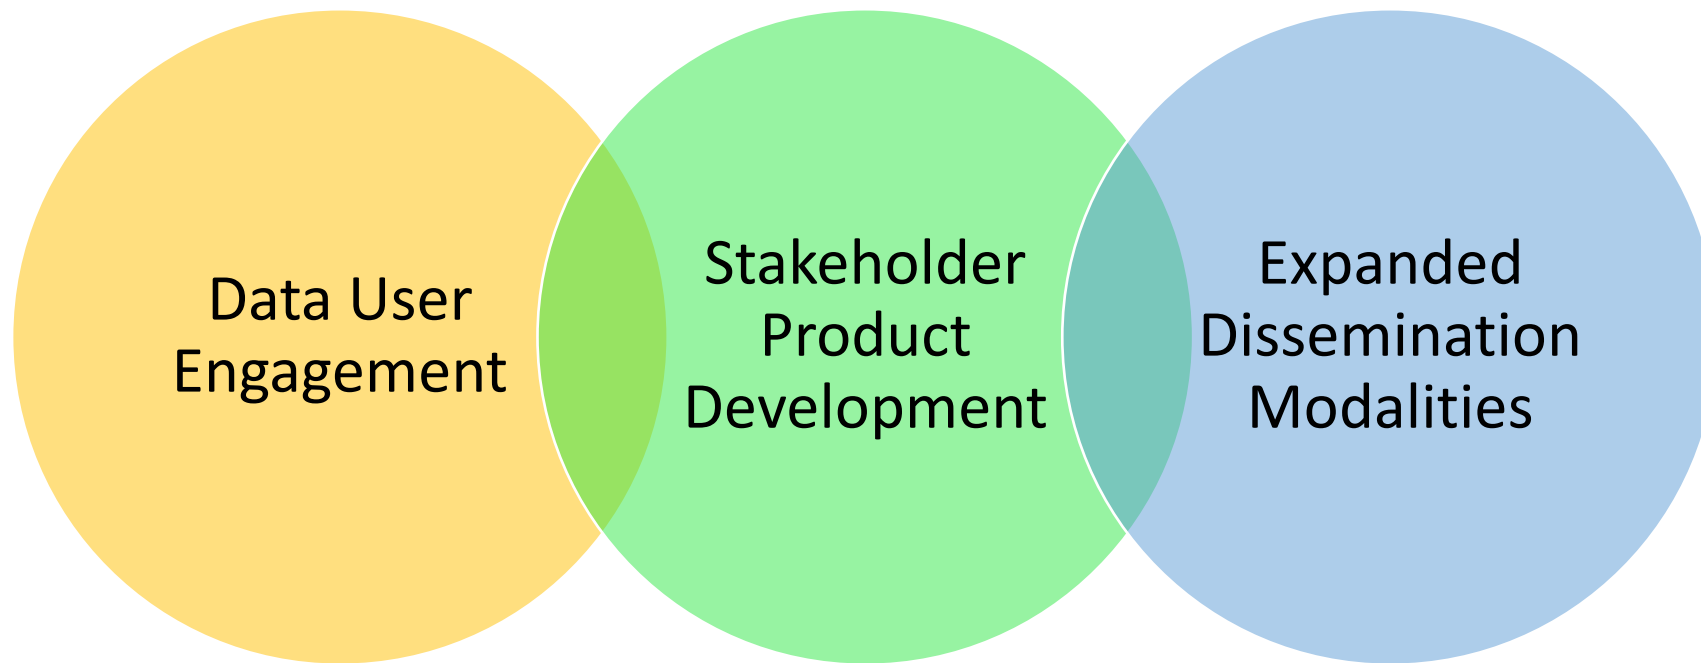 Data User
Engagement
Stakeholder
Product
Development
Expanded
Dissemination
Modalities